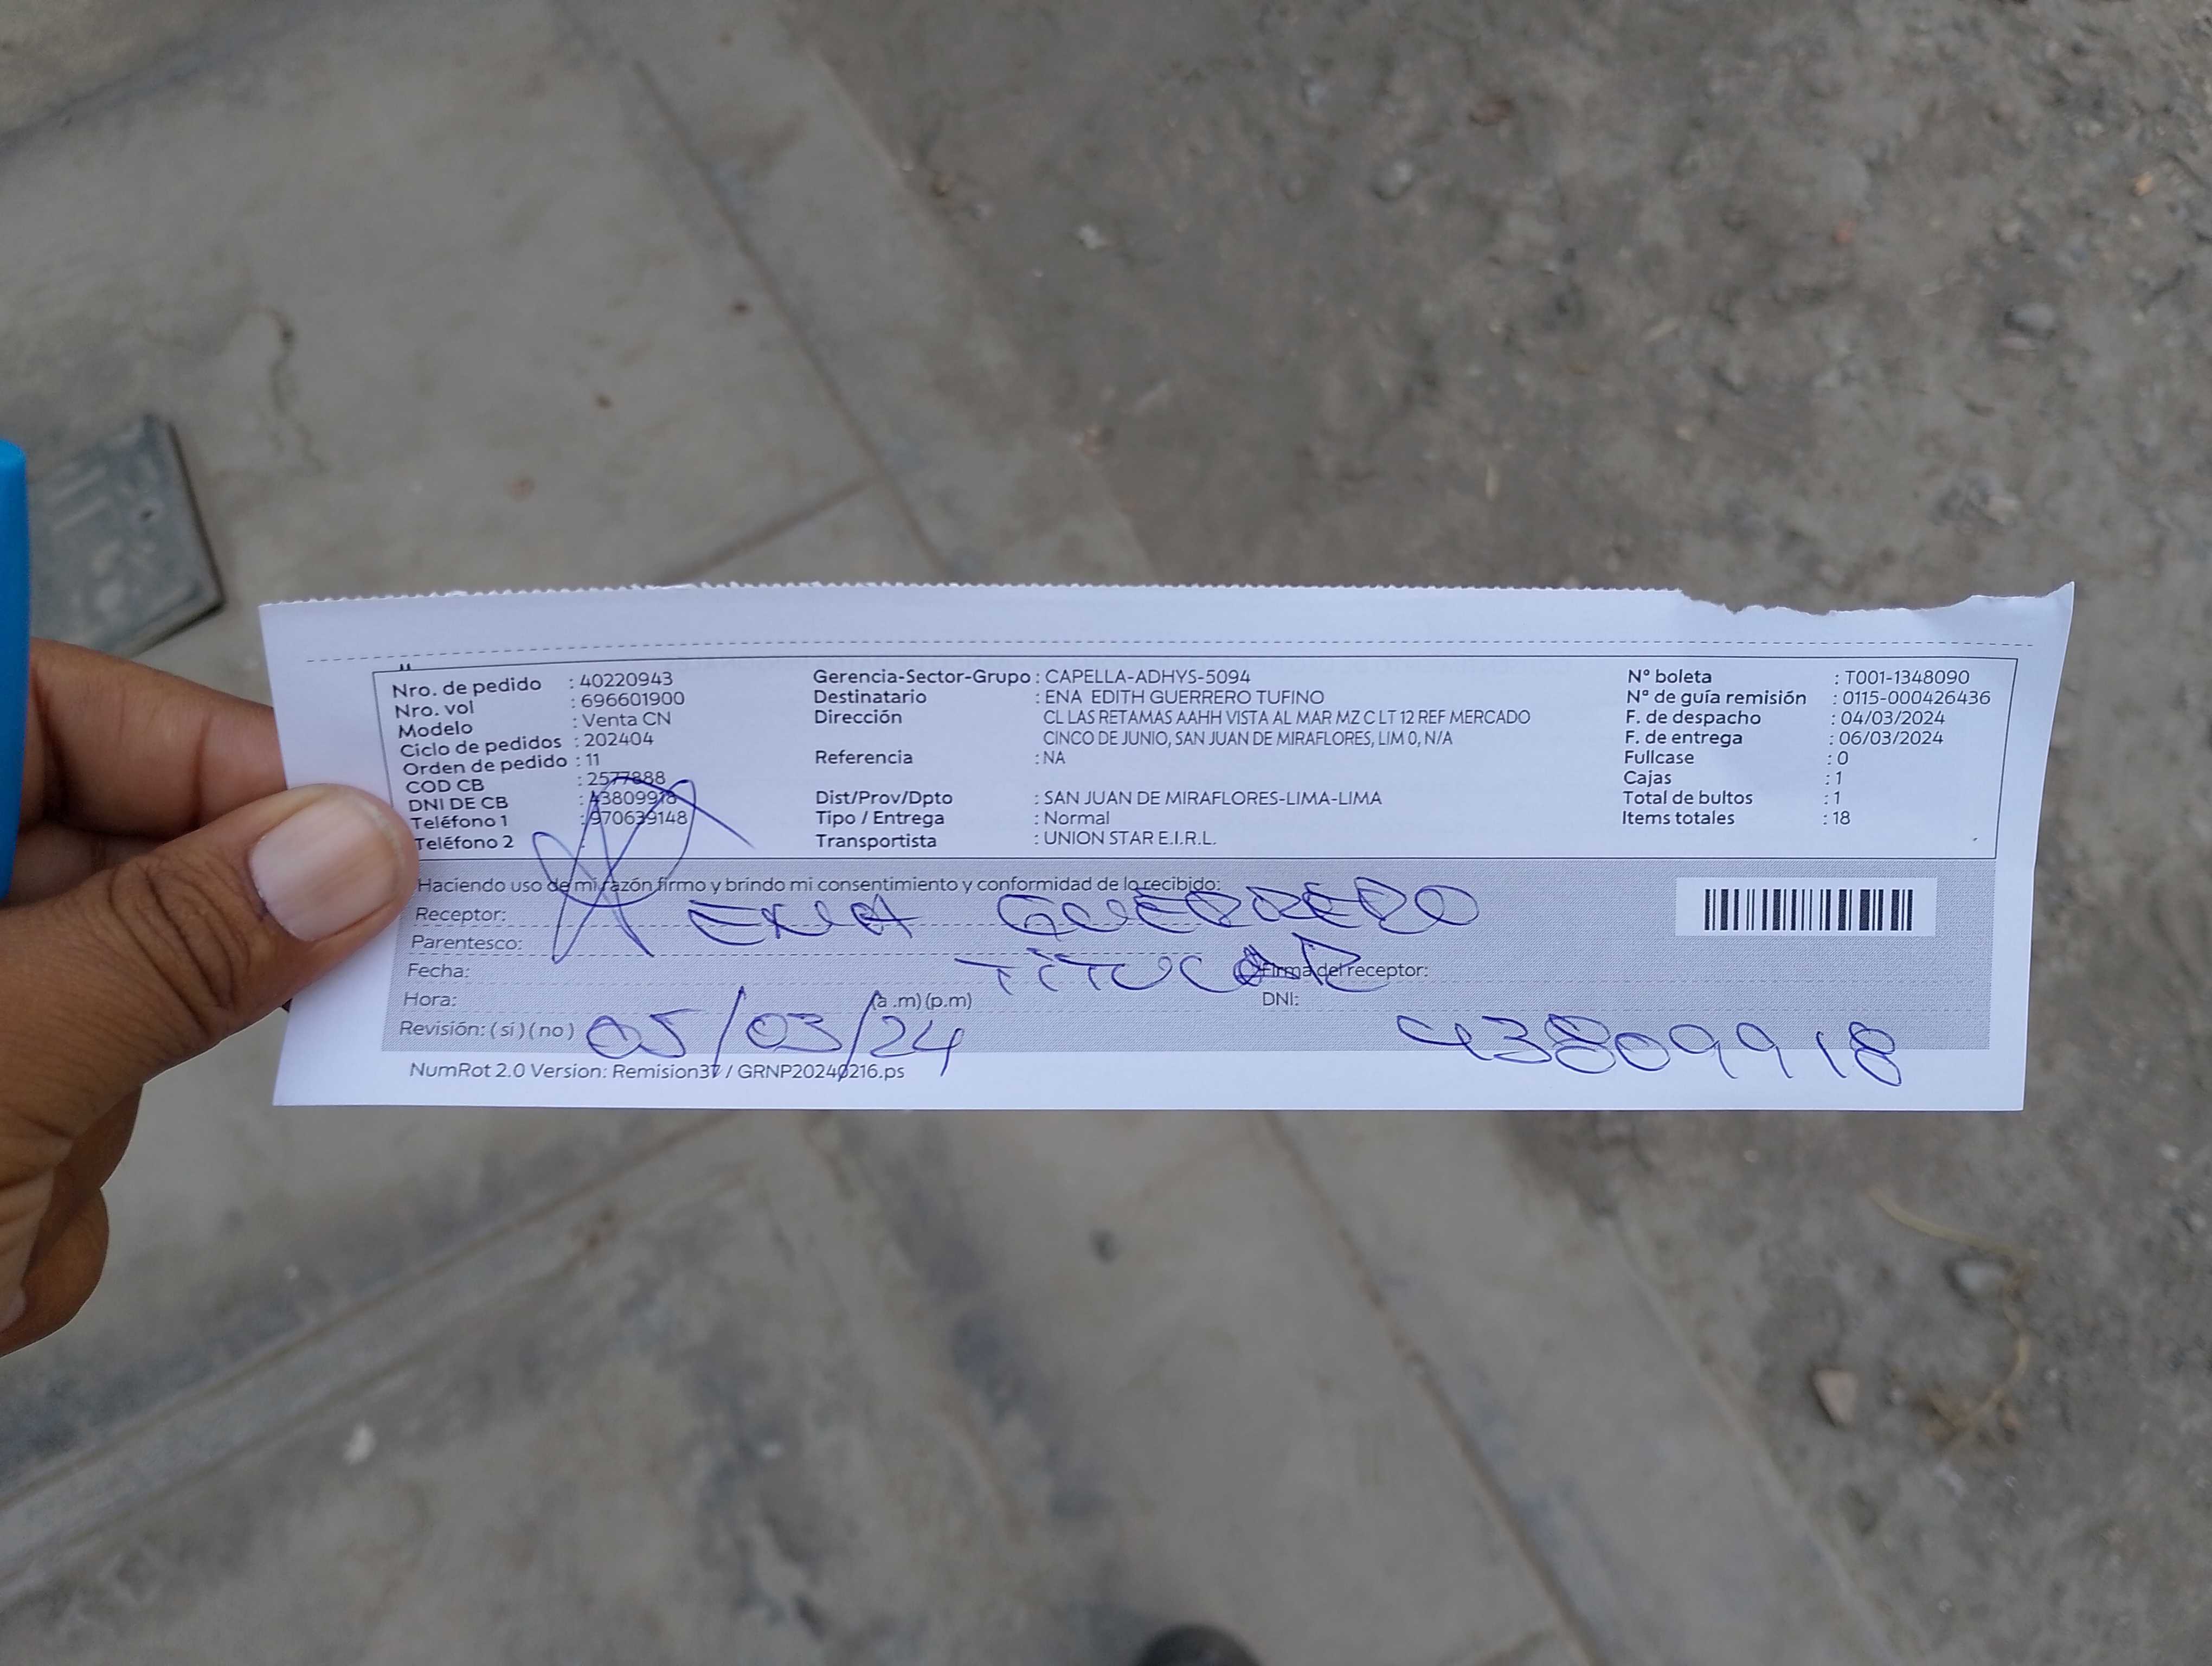 Nro. de pedido : 40220943
Nro. vol : 696601900
Modelo : Venta CN
Ciclo de pedidos : 202404
Orden de pedido : 11
COD CB : 2577888
DNI DE CB : 43809918
Teléfono 1 : 970639148
Teléfono 2 :
Gerencia-Sector-Grupo : CAPELLA-ADHYS-5094
Destinatario : ENA EDITH GUERRERO TUFINO
Dirección CL LAS RETAMAS AAHH VISTA AL MAR MZ C LT 12 REF MERCADO
CINCO DE JUNIO, SAN JUAN DE MIRAFLORES, LIM 0, N/A
Referencia : NA
Dist/Prov/Dpto : SAN JUAN DE MIRAFLORES-LIMA-LIMA
Tipo / Entrega : Normal
Transportista : UNION STAR E.I.R.L.
N° boleta : T001-1348090
N° de guía remisión : 0115-000426436
F. de despacho : 04/03/2024
F. de entrega : 06/03/2024
Fullcase : 0
Cajas : 1
Total de bultos : 1
Items totales : 18
Haciendo uso de mi razón firmo y brindo mi consentimiento y conformidad de lo recibido:
Receptor: ENA GUERRERO
Parentesco: TITULAR
Fecha: Firma del receptor:
Hora: (a .m) (p.m) DNI:
Revisión: ( si ) ( no ) 05/03/24 43809918
NumRot 2.0 Version: Remision37 / GRNP20240216.ps